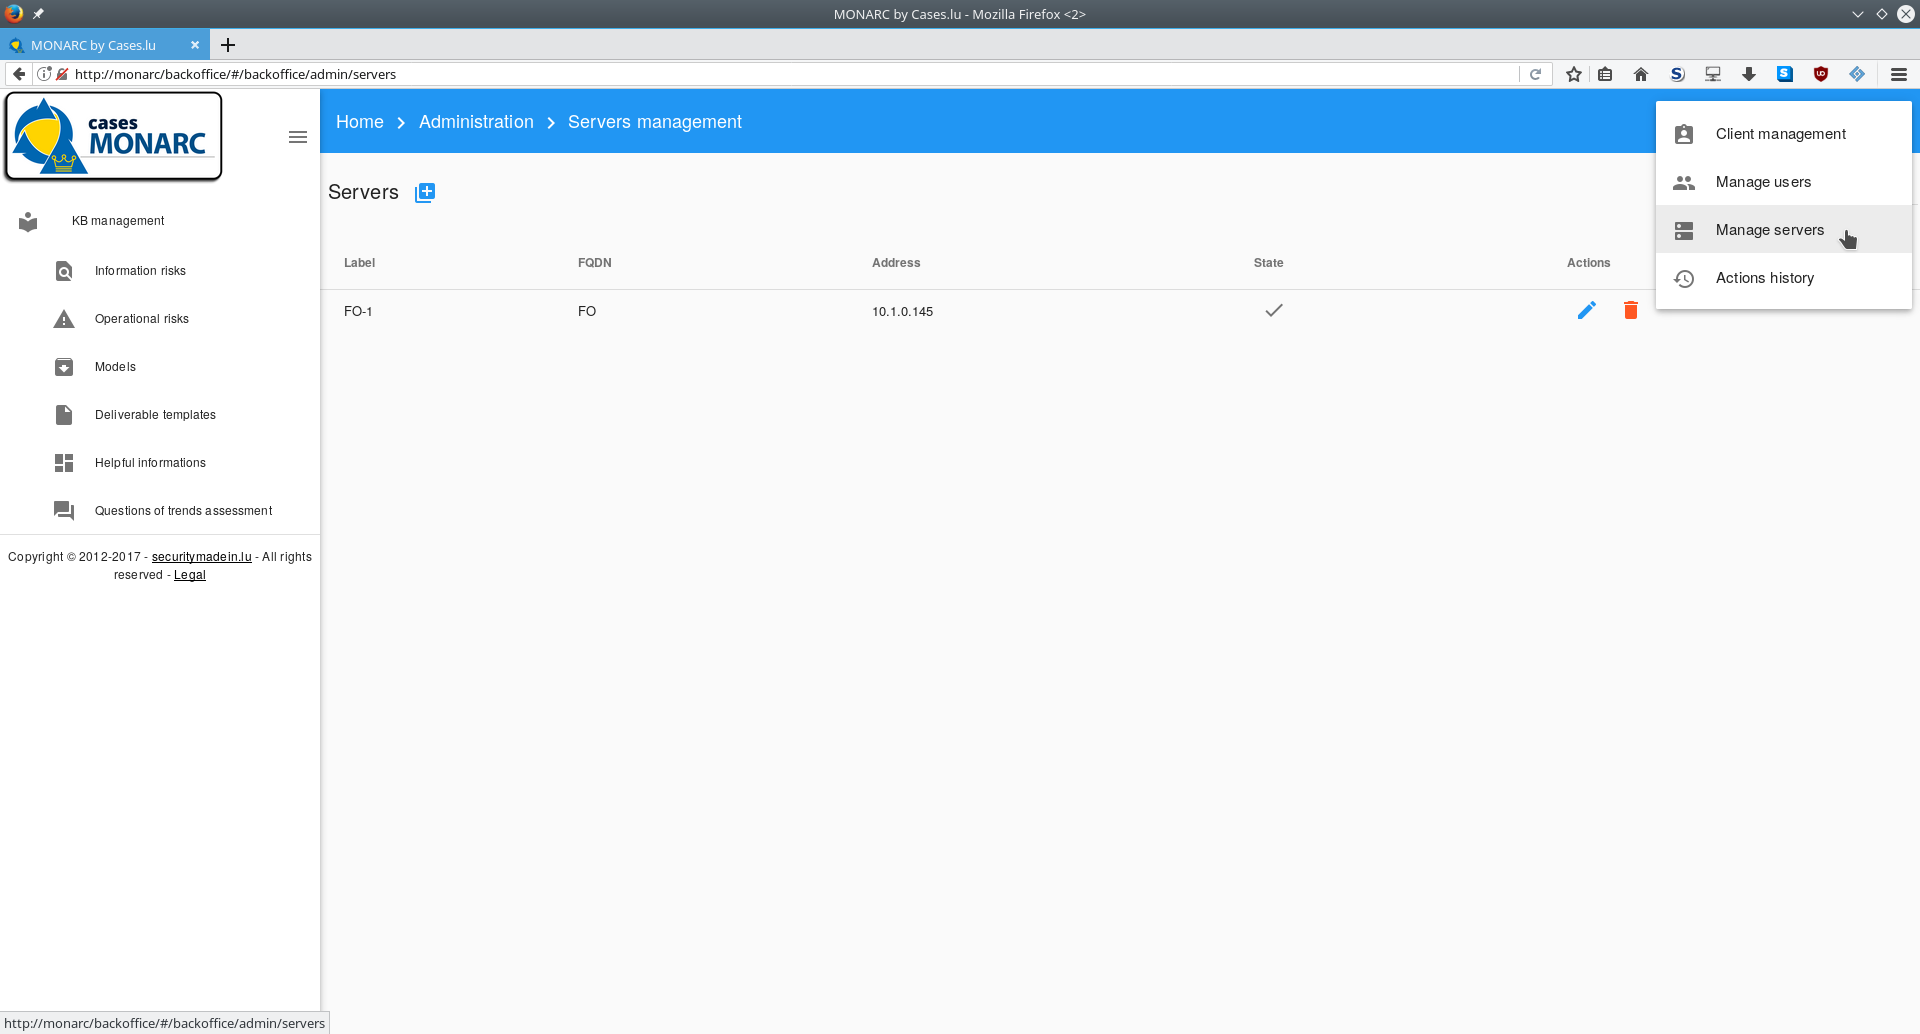 MONARC by Cases.lu - Mozilla Firefox <2>
MONARC by Cases.lu
http://monarc/backoffice/#/backoffice/admin/servers
cases
MONARC
Home
Administration
Servers management
Client management
Manage users
Manage servers
Actions history
KB management
Information risks
Operational risks
Models
Deliverable templates
Helpful informations
Questions of trends assessment
Copyright © 2012-2017 - securitymadein.lu - All rights
reserved - Legal
Servers
Label FQDN Address State Actions
FO-1 FO 10.1.0.145
http://monarc/backoffice/#/backoffice/admin/servers